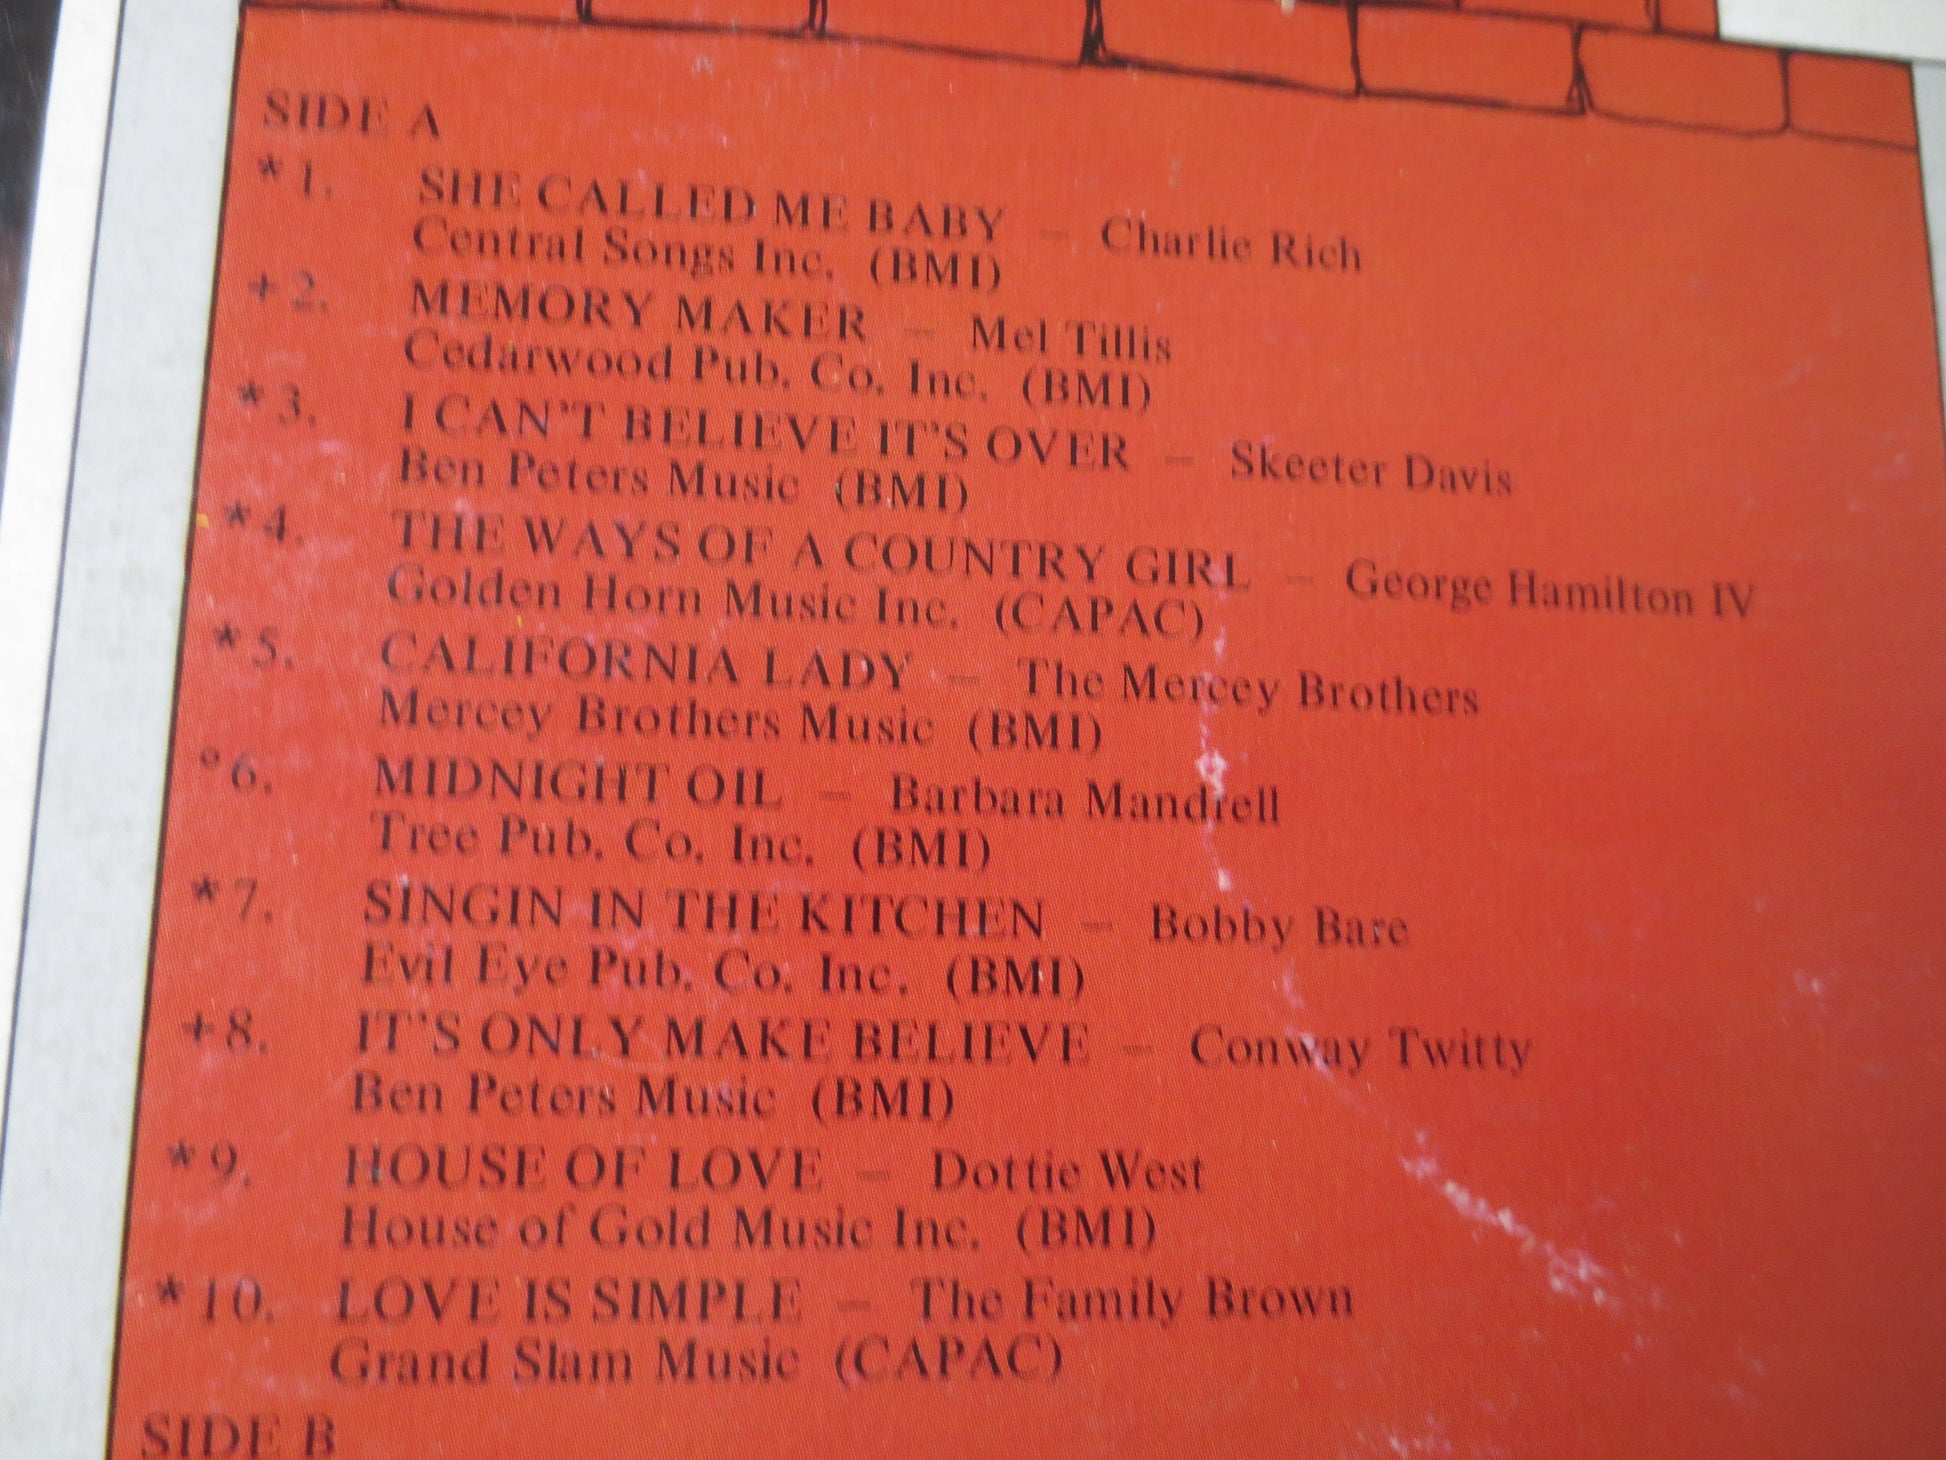 SIDE A
*1. SHE CALLED ME BABY – Charlie Rich
Central Songs Inc. (BMI)
+2. MEMORY MAKER – Mel Tillis
Cedarwood Pub. Co. Inc. (BMI)
*3. I CAN'T BELIEVE IT'S OVER – Skeeter Davis
Ben Peters Music (BMI)
*4. THE WAYS OF A COUNTRY GIRL – George Hamilton IV
Golden Horn Music Inc. (CAPAC)
*5. CALIFORNIA LADY – The Mercey Brothers
Mercey Brothers Music (BMI)
°6. MIDNIGHT OIL – Barbara Mandrell
Tree Pub. Co. Inc. (BMI)
*7. SINGIN IN THE KITCHEN – Bobby Bare
Evil Eye Pub. Co. Inc. (BMI)
+8. IT'S ONLY MAKE BELIEVE – Conway Twitty
Ben Peters Music (BMI)
*9. HOUSE OF LOVE – Dottie West
House of Gold Music Inc. (BMI)
*10. LOVE IS SIMPLE – The Family Brown
Grand Slam Music (CAPAC)
SIDE B